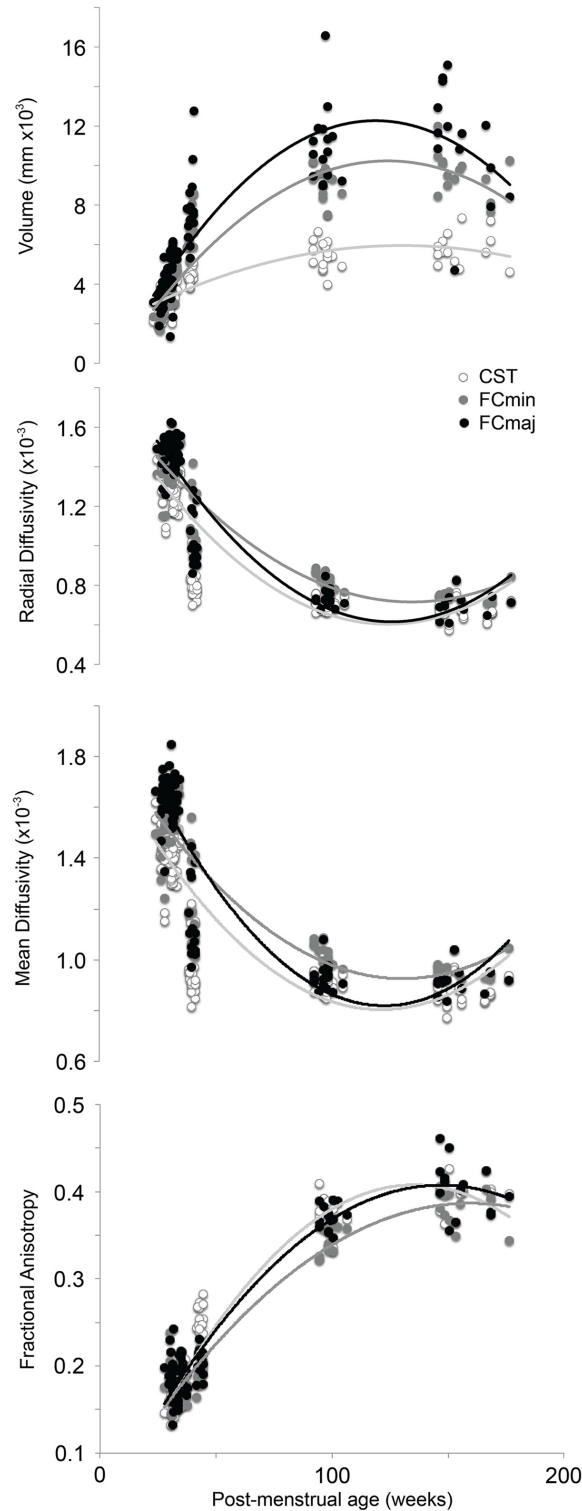 16
12
8
4
0
Volume (mm x10³)
CST
FCmin
FCmaj
1.6
1.2
0.8
0.4
Radial Diffusivity (x10⁻³)
1.8
1.4
1.0
0.6
Mean Diffusivity (x10⁻³)
0.5
0.4
0.3
0.2
0.1
Fractional Anisotropy
0 100 200
Post-menstrual age (weeks)